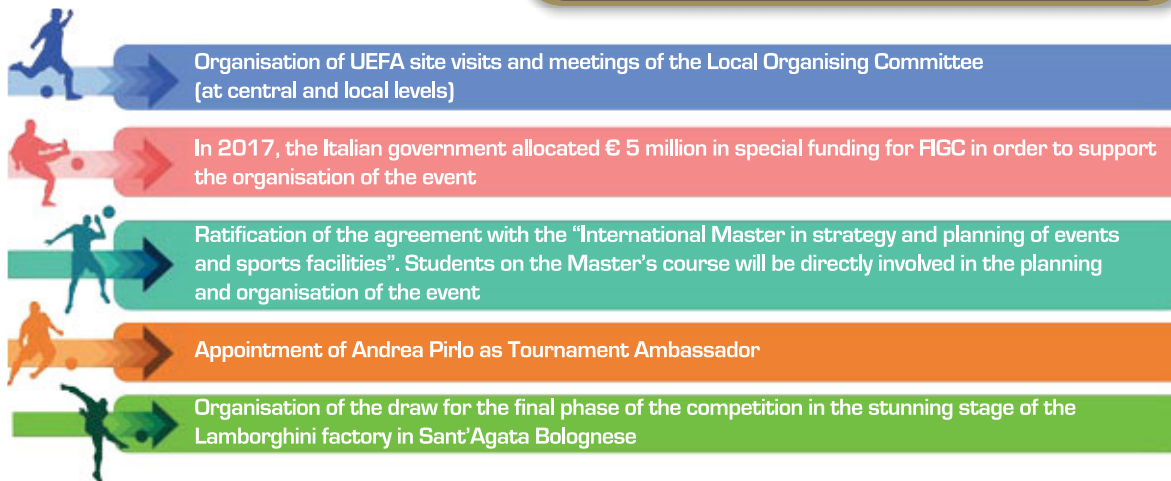 Organisation of UEFA site visits and meetings of the Local Organising Committee
(at central and local levels)
In 2017, the Italian government allocated € 5 million in special funding for FIGC in order to support
the organisation of the event
Ratification of the agreement with the “International Master in strategy and planning of events
and sports facilities”. Students on the Master’s course will be directly involved in the planning
and organisation of the event
Appointment of Andrea Pirlo as Tournament Ambassador
Organisation of the draw for the final phase of the competition in the stunning stage of the
Lamborghini factory in Sant’Agata Bolognese